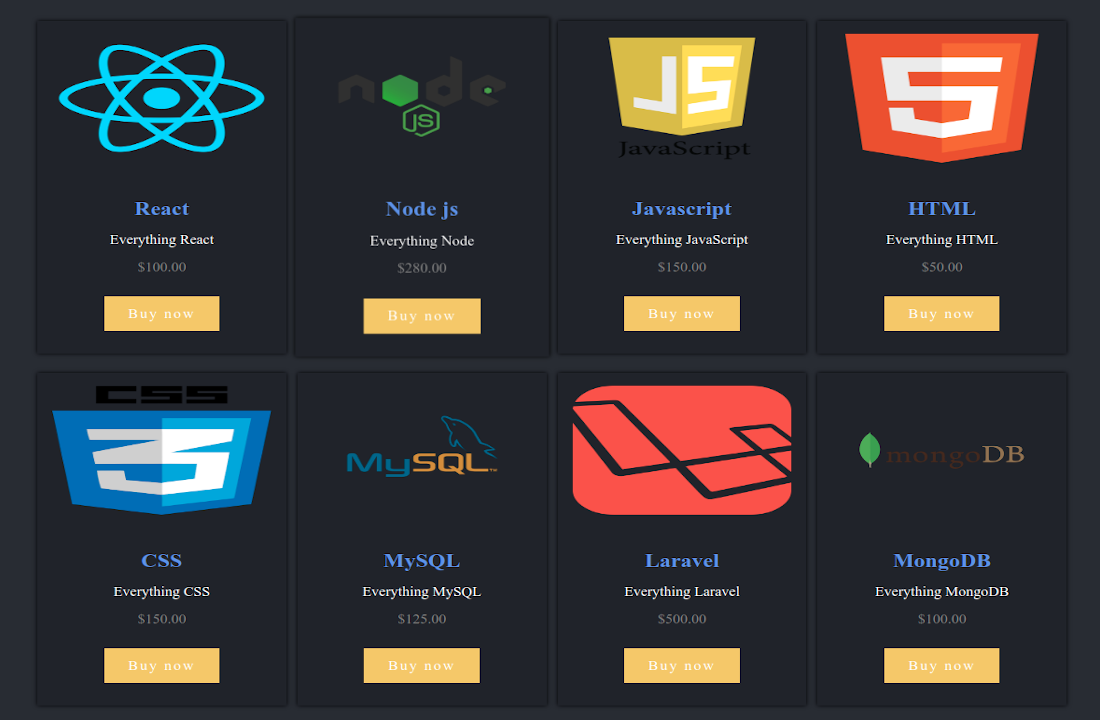 node
JS
JS
JavaScript
5
React
Node js
Javascript
HTML
Everything React
Everything Node
Everything JavaScript
Everything HTML
$100.00
$280.00
$150.00
$50.00
Buy now
Buy now
Buy now
Buy now
CSS
3
MySQL™
mongoDB
CSS
MySQL
Laravel
MongoDB
Everything CSS
Everything MySQL
Everything Laravel
Everything MongoDB
$150.00
$125.00
$500.00
$100.00
Buy now
Buy now
Buy now
Buy now